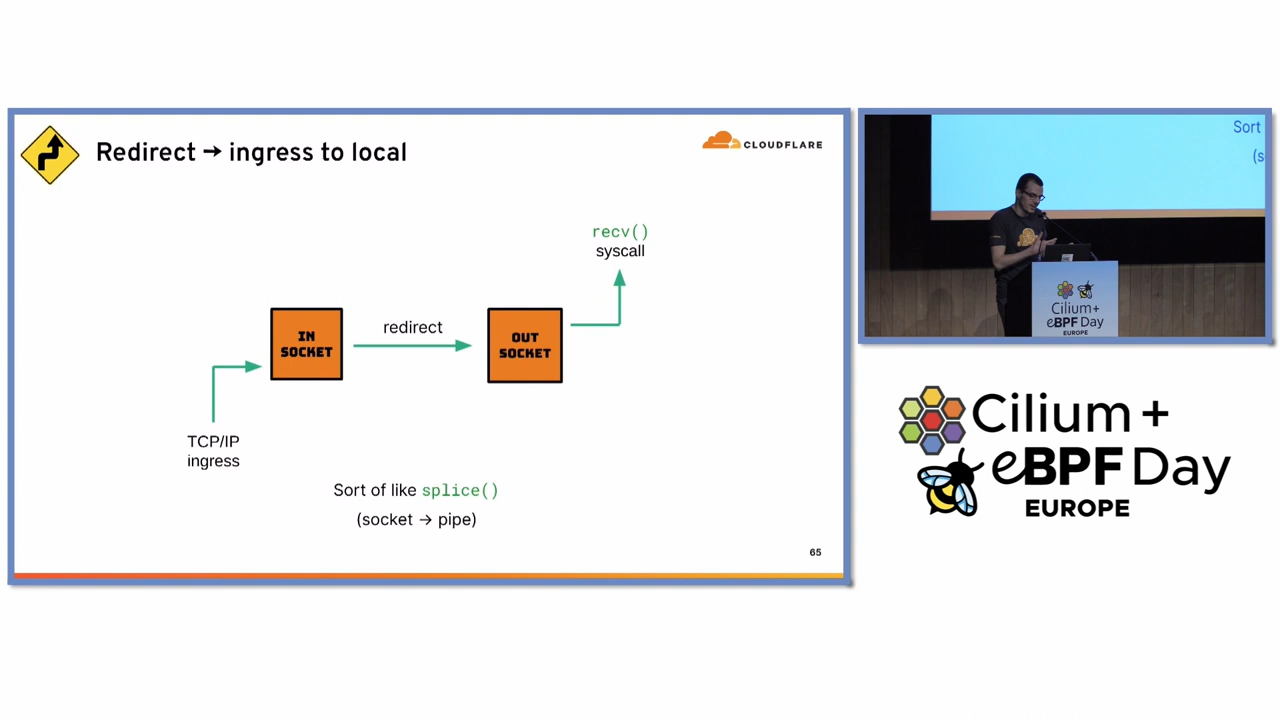 Redirect → ingress to local
CLOUDFLARE
recv()
syscall
IN
SOCKET
redirect
OUT
SOCKET
TCP/IP
ingress
Sort of like splice()
(socket → pipe)
65
Sort
(s
Cilium+
eBPF Day
EUROPE
Cilium +
eBPF Day
EUROPE